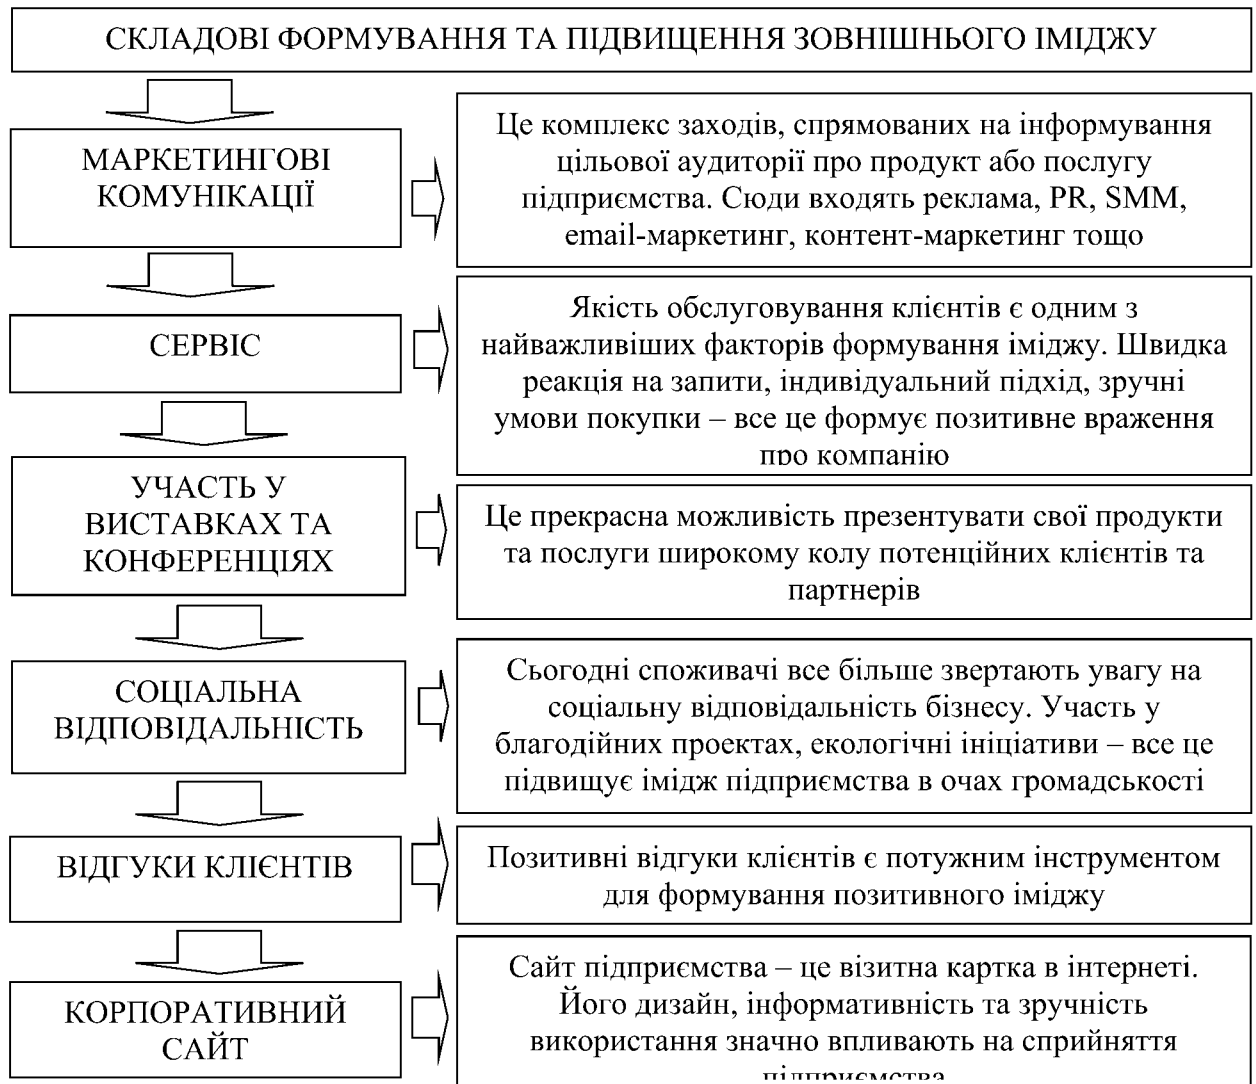 СКЛАДОВІ ФОРМУВАННЯ ТА ПІДВИЩЕННЯ ЗОВНІШНЬОГО ІМІДЖУ
МАРКЕТИНГОВІ
КОМУНІКАЦІЇ
Це комплекс заходів, спрямованих на інформування
цільової аудиторії про продукт або послугу
підприємства. Сюди входять реклама, PR, SMM,
email-маркетинг, контент-маркетинг тощо
СЕРВІС
Якість обслуговування клієнтів є одним з
найважливіших факторів формування іміджу. Швидка
реакція на запити, індивідуальний підхід, зручні
умови покупки – все це формує позитивне враження
про компанію
УЧАСТЬ У
ВИСТАВКАХ ТА
КОНФЕРЕНЦІЯХ
Це прекрасна можливість презентувати свої продукти
та послуги широкому колу потенційних клієнтів та
партнерів
СОЦІАЛЬНА
ВІДПОВІДАЛЬНІСТЬ
Сьогодні споживачі все більше звертають увагу на
соціальну відповідальність бізнесу. Участь у
благодійних проектах, екологічні ініціативи – все це
підвищує імідж підприємства в очах громадськості
ВІДГУКИ КЛІЄНТІВ
Позитивні відгуки клієнтів є потужним інструментом
для формування позитивного іміджу
КОРПОРАТИВНИЙ
САЙТ
Сайт підприємства – це візитна картка в інтернеті.
Його дизайн, інформативність та зручність
використання значно впливають на сприйняття
підприємства